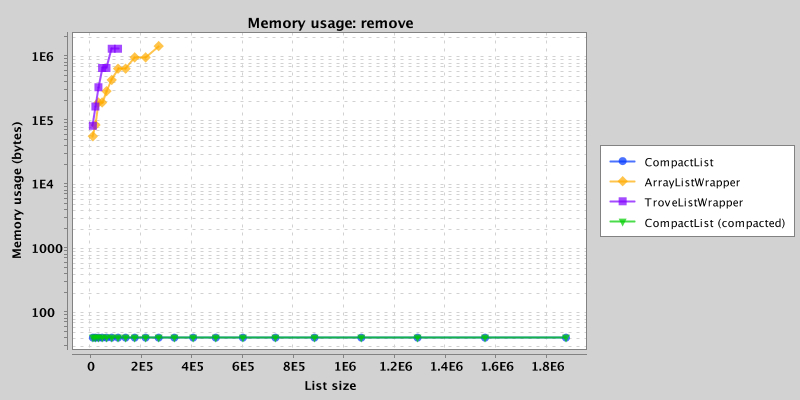 Memory usage: remove
Memory usage (bytes)
1E6
1E5
1E4
1000
100
0 2E5 4E5 6E5 8E5 1E6 1.2E6 1.4E6 1.6E6 1.8E6
List size
CompactList
ArrayListWrapper
TroveListWrapper
CompactList (compacted)